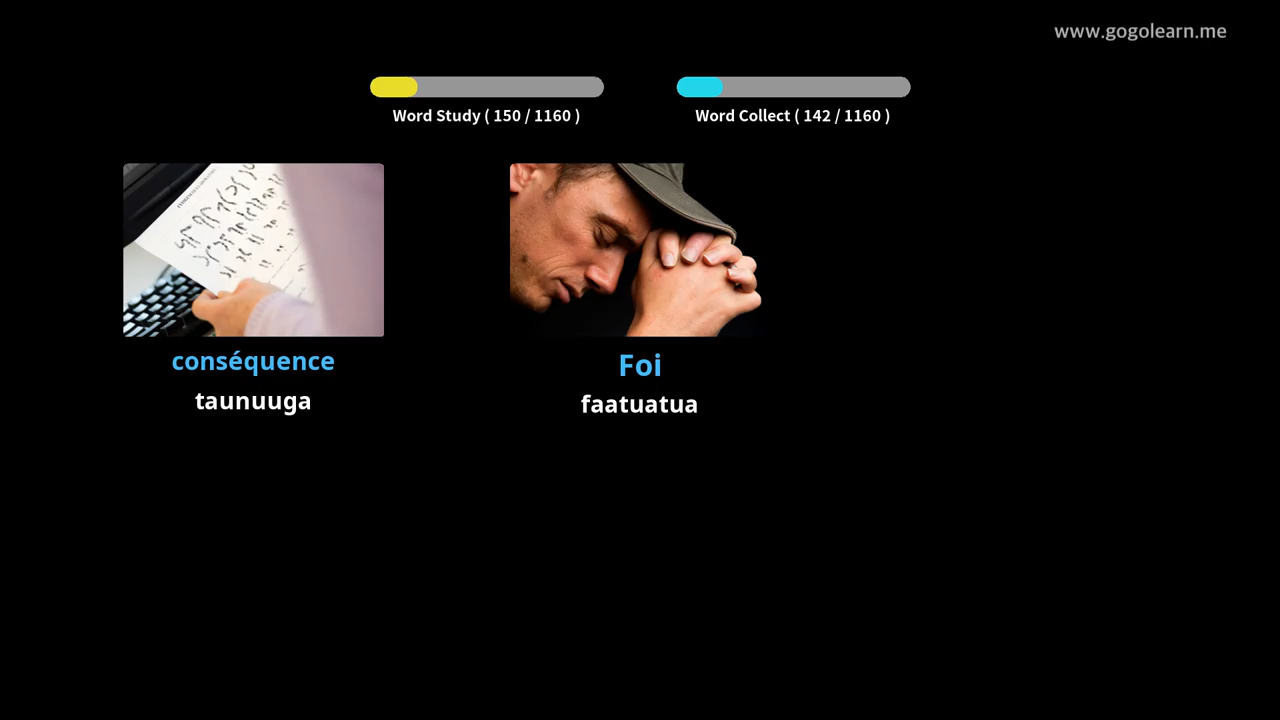 www.gogolearn.me
Word Study ( 150 / 1160 )
Word Collect ( 142 / 1160 )
conséquence
taunuuga
Foi
faatuatua